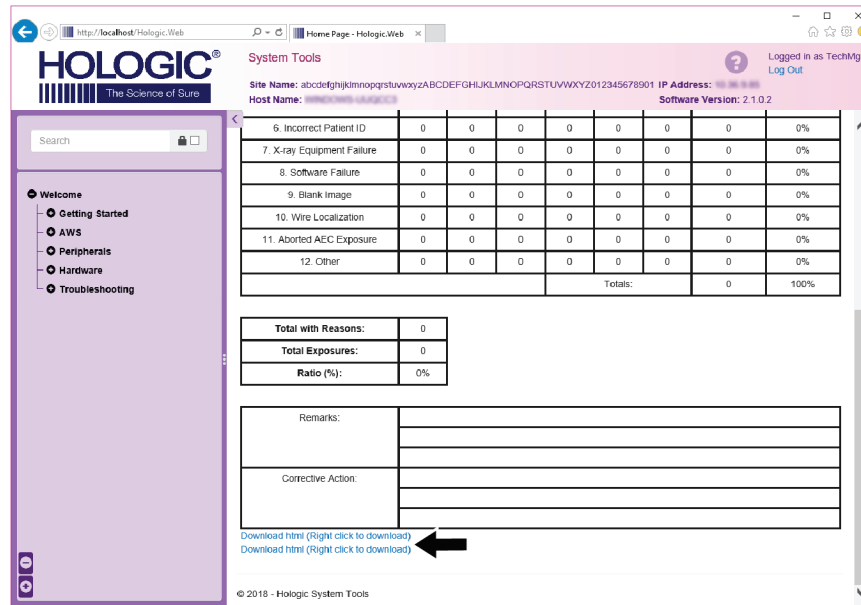 http://localhost/Hologic.Web
Home Page - Hologic.Web
HOLOGIC®
The Science of Sure
System Tools
Logged in as TechMg
Log Out
Site Name: abcdefghijklmnopqrstuvwxyzABCDEFGHIJKLMNOPQRSTUVWXYZ012345678901 IP Address:
Host Name:
Software Version: 2.1.0.2
Search
Welcome
Getting Started
AWS
Peripherals
Hardware
Troubleshooting
6. Incorrect Patient ID 0 0 0 0 0 0 0 0%
7. X-ray Equipment Failure 0 0 0 0 0 0 0 0%
8. Software Failure 0 0 0 0 0 0 0 0%
9. Blank Image 0 0 0 0 0 0 0 0%
10. Wire Localization 0 0 0 0 0 0 0 0%
11. Aborted AEC Exposure 0 0 0 0 0 0 0 0%
12. Other 0 0 0 0 0 0 0 0%
Totals: 0 100%
Total with Reasons: 0
Total Exposures: 0
Ratio (%): 0%
Remarks:
Corrective Action:
Download html (Right click to download)
Download html (Right click to download)
© 2018 - Hologic System Tools